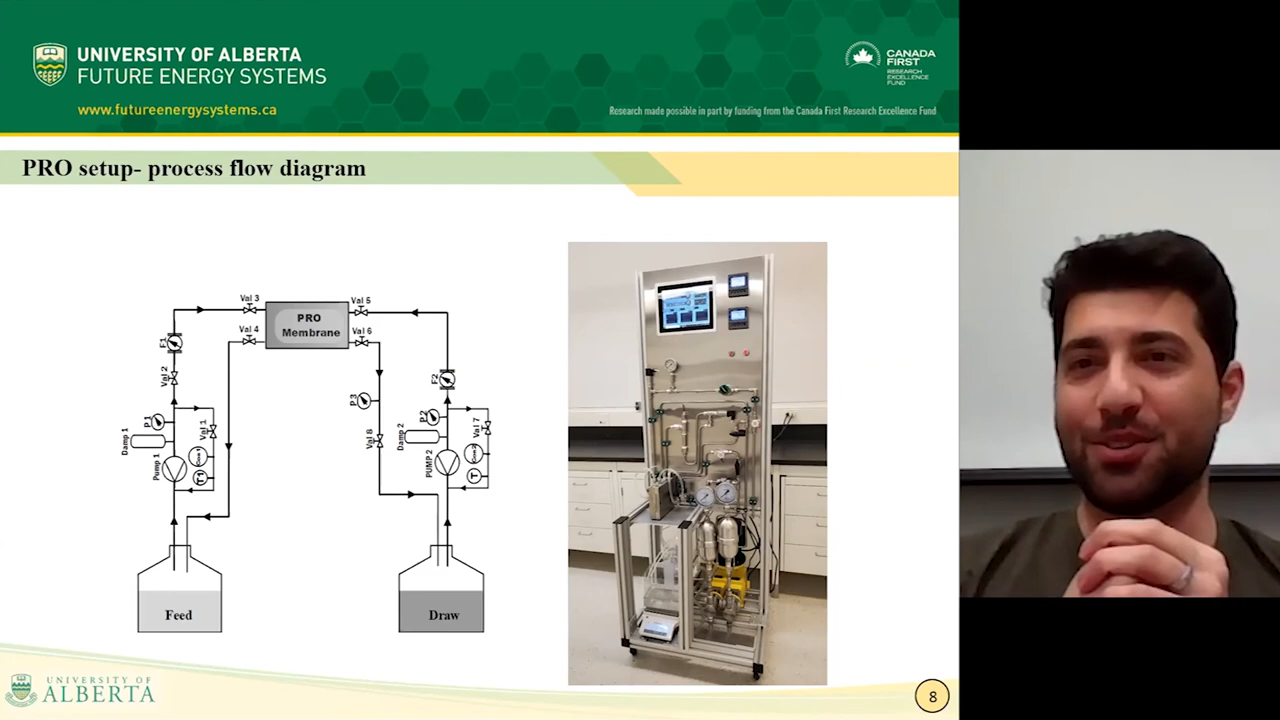 UNIVERSITY OF ALBERTA
FUTURE ENERGY SYSTEMS
www.futureenergysystems.ca
CANADA
FIRST
RESEARCH
EXCELLENCE
FUND
Research made possible in part by funding from the Canada First Research Excellence Fund
PRO setup- process flow diagram
Val 3
Val 4
PRO
Membrane
Val 5
Val 6
F1
Val 2
P1
Damp 1
Val 1
Pump 1
Con1
T1
P3
Val 8
F2
P2
Damp 2
Val 7
PUMP 2
Con2
T
Feed
Draw
UNIVERSITY OF
ALBERTA
8